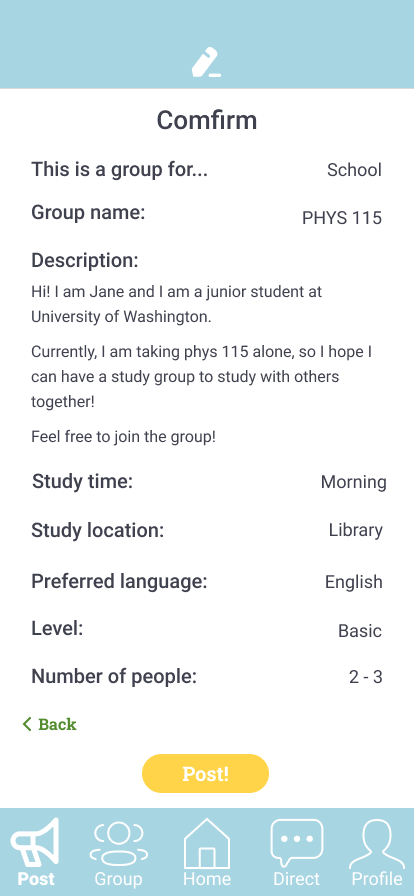 Comfirm
This is a group for... School
Group name: PHYS 115
Description:
Hi! I am Jane and I am a junior student at
University of Washington.
Currently, I am taking phys 115 alone, so I hope I
can have a study group to study with others
together!
Feel free to join the group!
Study time: Morning
Study location: Library
Preferred language: English
Level: Basic
Number of people: 2 - 3
Back
Post!
Post Group Home Direct Profile